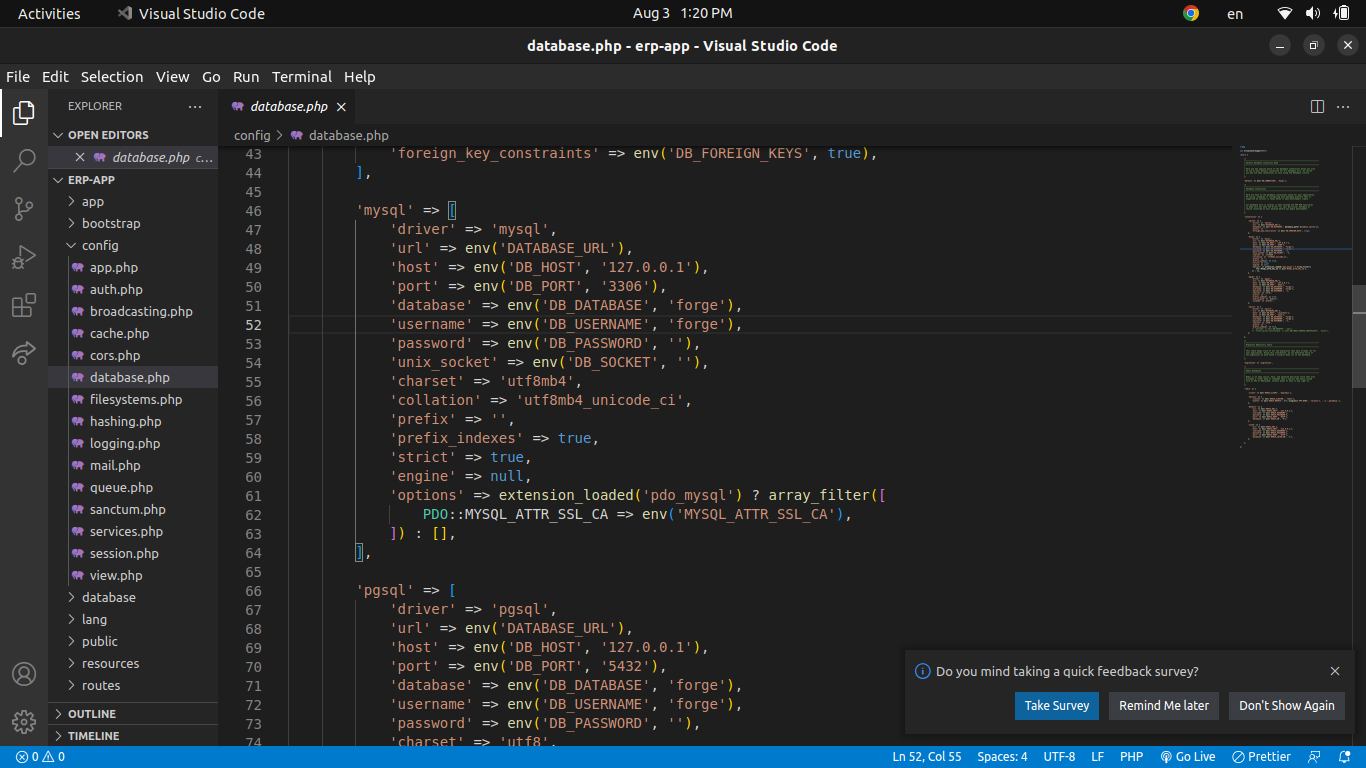 Activities
Visual Studio Code
Aug 3 1:20 PM
en
database.php - erp-app - Visual Studio Code
File Edit Selection View Go Run Terminal Help
EXPLORER
OPEN EDITORS
database.php c...
ERP-APP
app
bootstrap
config
app.php
auth.php
broadcasting.php
cache.php
cors.php
database.php
filesystems.php
hashing.php
logging.php
mail.php
queue.php
sanctum.php
services.php
session.php
view.php
database
lang
public
resources
routes
OUTLINE
TIMELINE
database.php
config > database.php
43 'foreign_key_constraints' => env('DB_FOREIGN_KEYS', true),
44 ],
45
46 'mysql' => [
47 'driver' => 'mysql',
48 'url' => env('DATABASE_URL'),
49 'host' => env('DB_HOST', '127.0.0.1'),
50 'port' => env('DB_PORT', '3306'),
51 'database' => env('DB_DATABASE', 'forge'),
52 'username' => env('DB_USERNAME', 'forge'),
53 'password' => env('DB_PASSWORD', ''),
54 'unix_socket' => env('DB_SOCKET', ''),
55 'charset' => 'utf8mb4',
56 'collation' => 'utf8mb4_unicode_ci',
57 'prefix' => '',
58 'prefix_indexes' => true,
59 'strict' => true,
60 'engine' => null,
61 'options' => extension_loaded('pdo_mysql') ? array_filter([
62 PDO::MYSQL_ATTR_SSL_CA => env('MYSQL_ATTR_SSL_CA'),
63 ]) : [],
64 ],
65
66 'pgsql' => [
67 'driver' => 'pgsql',
68 'url' => env('DATABASE_URL'),
69 'host' => env('DB_HOST', '127.0.0.1'),
70 'port' => env('DB_PORT', '5432'),
71 'database' => env('DB_DATABASE', 'forge'),
72 'username' => env('DB_USERNAME', 'forge'),
73 'password' => env('DB_PASSWORD', ''),
74 'charset' => 'utf8',
Do you mind taking a quick feedback survey?
Take Survey
Remind Me later
Don't Show Again
0 0
Ln 52, Col 55 Spaces: 4 UTF-8 LF PHP Go Live Prettier